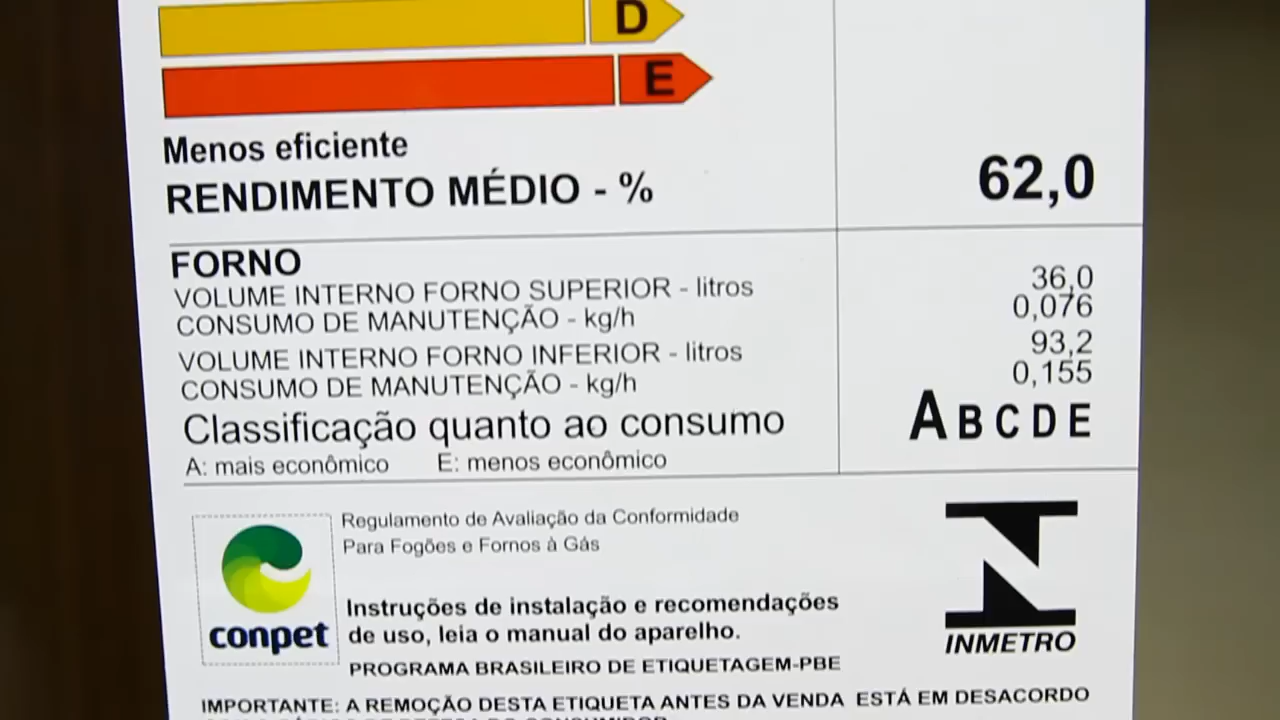 D
E
Menos eficiente
RENDIMENTO MÉDIO - % 62,0
FORNO
VOLUME INTERNO FORNO SUPERIOR - litros 36,0
CONSUMO DE MANUTENÇÃO - kg/h 0,076
VOLUME INTERNO FORNO INFERIOR - litros 93,2
CONSUMO DE MANUTENÇÃO - kg/h 0,155
Classificação quanto ao consumo A B C D E
A: mais econômico E: menos econômico
Regulamento de Avaliação da Conformidade
Para Fogões e Fornos à Gás
Instruções de instalação e recomendações
de uso, leia o manual do aparelho.
conpet
INMETRO
PROGRAMA BRASILEIRO DE ETIQUETAGEM-PBE
IMPORTANTE: A REMOÇÃO DESTA ETIQUETA ANTES DA VENDA ESTÁ EM DESACORDO